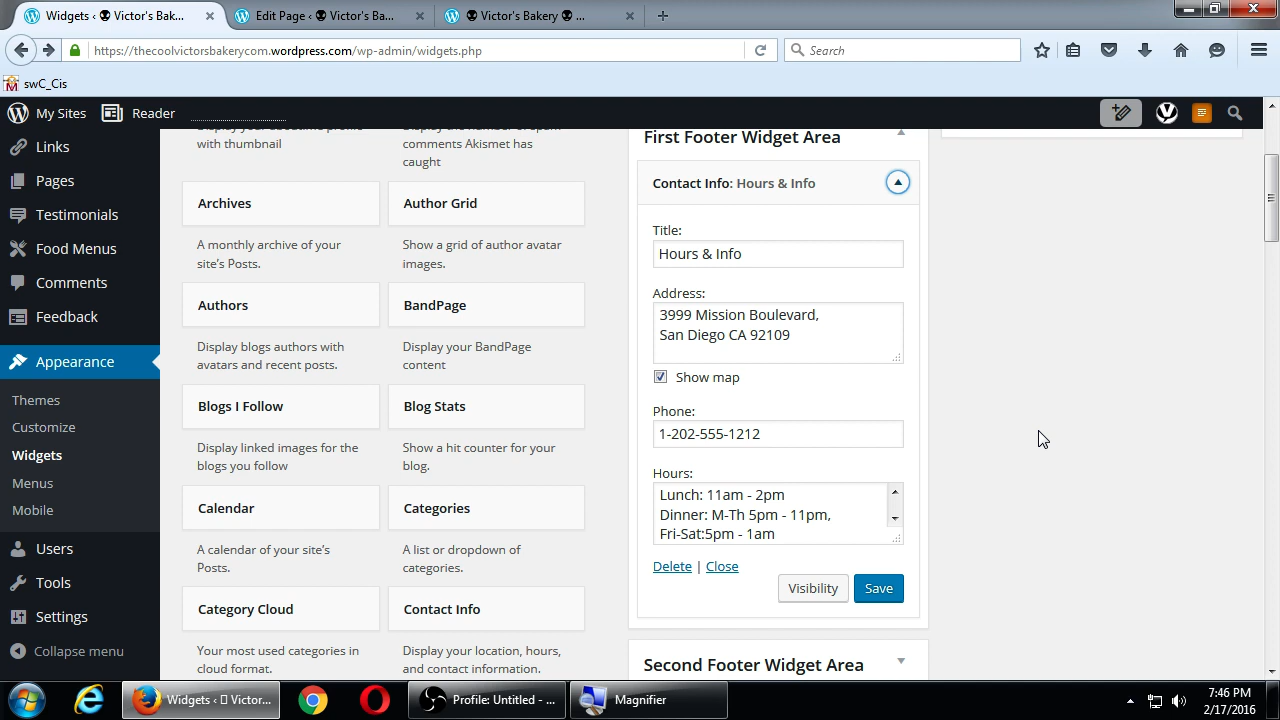 Widgets ‹ Victor's Bak...
Edit Page ‹ Victor's Ba...
Victor's Bakery ...
https://thecoolvictorsbakerycom.wordpress.com/wp-admin/widgets.php
Search
swC_Cis
My Sites
Reader
Links
Pages
Testimonials
Food Menus
Comments
Feedback
Appearance
Themes
Customize
Widgets
Menus
Mobile
Users
Tools
Settings
Collapse menu
with thumbnail
comments Akismet has
caught
Archives
Author Grid
A monthly archive of your
site's Posts.
Show a grid of author avatar
images.
Authors
BandPage
Display blogs authors with
avatars and recent posts.
Display your BandPage
content
Blogs I Follow
Blog Stats
Display linked images for the
blogs you follow
Show a hit counter for your
blog.
Calendar
Categories
A calendar of your site's
Posts.
A list or dropdown of
categories.
Category Cloud
Contact Info
Your most used categories in
cloud format.
Display your location, hours,
and contact information.
First Footer Widget Area
Contact Info: Hours & Info
Title:
Hours & Info
Address:
3999 Mission Boulevard,
San Diego CA 92109
Show map
Phone:
1-202-555-1212
Hours:
Lunch: 11am - 2pm
Dinner: M-Th 5pm - 11pm,
Fri-Sat:5pm - 1am
Delete | Close
Visibility
Save
Second Footer Widget Area
Widgets ‹ Victor...
Profile: Untitled - ...
Magnifier
7:46 PM
2/17/2016